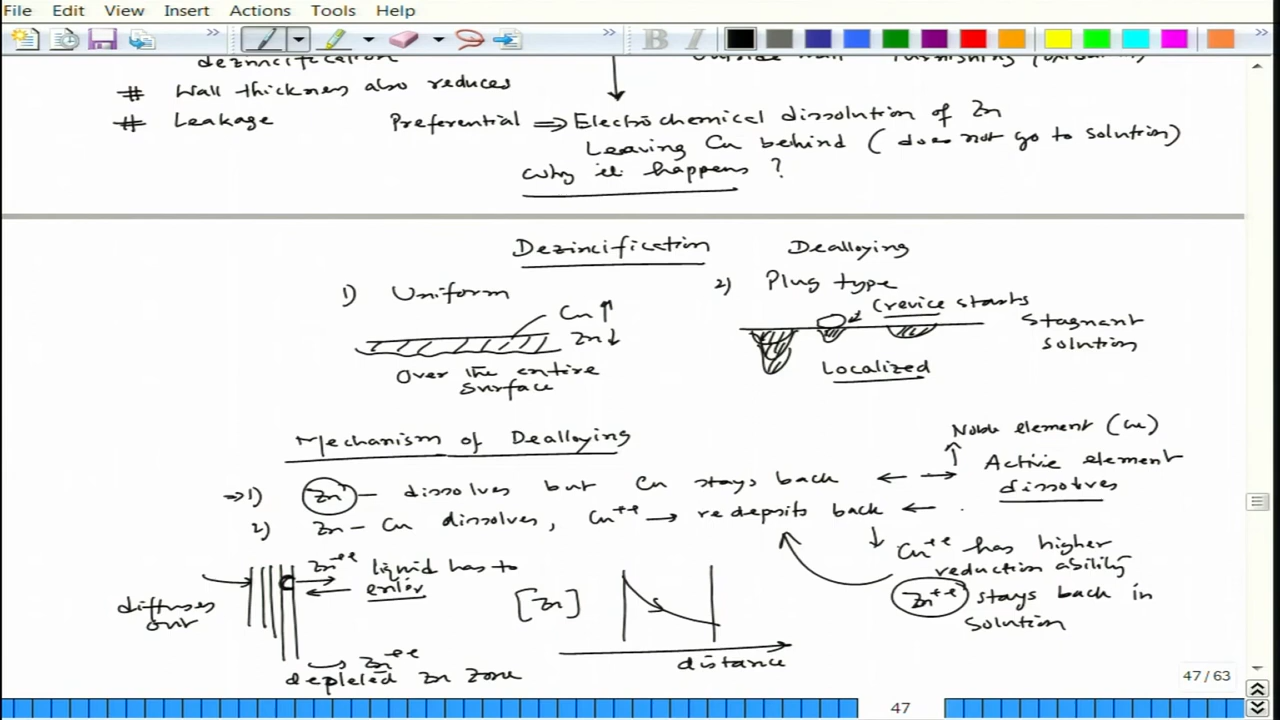 File Edit View Insert Actions Tools Help
B I
dezincification
# Wall thickness also reduces
# Leakage
Preferential ⇒ Electrochemical dissolution of Zn
Leaving Cu behind (does not go to solution)
Why it happens ?
Dezincification Dealloying
1) Uniform
Cu ↑
Zn ↓
Over the entire
surface
2) Plug type
Crevice starts
Stagnant
solution
Localized
Mechanism of Dealloying
Noble element (Cu)
↑
⇒ 1) Zn – dissolves but Cu stays back ← → Active element
dissolves
2) Zn – Cu dissolves, Cu++ → redeposits back ←
↓ Cu++ has higher
reduction ability
Zn++ stays back in
solution
Zn++ liquid has to
enter
diffuses
out
→ Zn++
depleted Zn zone
[Zn]
distance
47/63
47